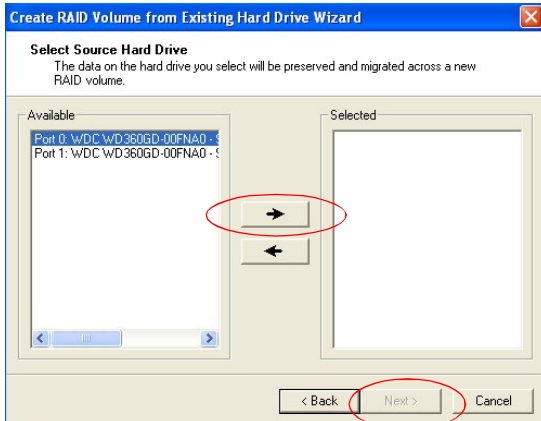 Create RAID Volume from Existing Hard Drive Wizard
Select Source Hard Drive
The data on the hard drive you select will be preserved and migrated across a new
RAID volume.
Available
Selected
Port 0: WDC WD360GD-00FNA0 - S
Port 1: WDC WD360GD-00FNA0 - S
< Back
Next >
Cancel